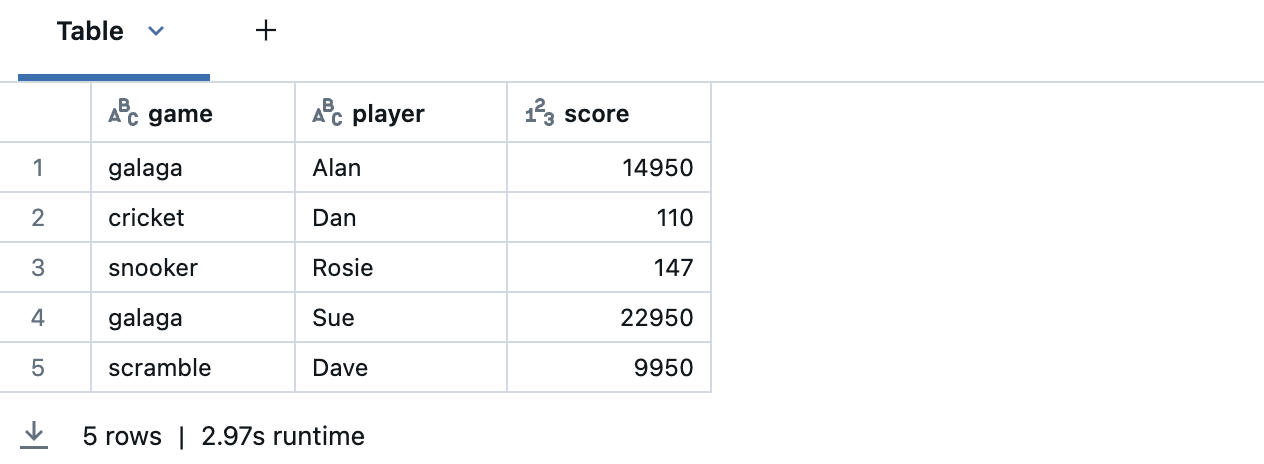 Table +
ABC game ABC player 123 score
1 galaga Alan 14950
2 cricket Dan 110
3 snooker Rosie 147
4 galaga Sue 22950
5 scramble Dave 9950
5 rows | 2.97s runtime